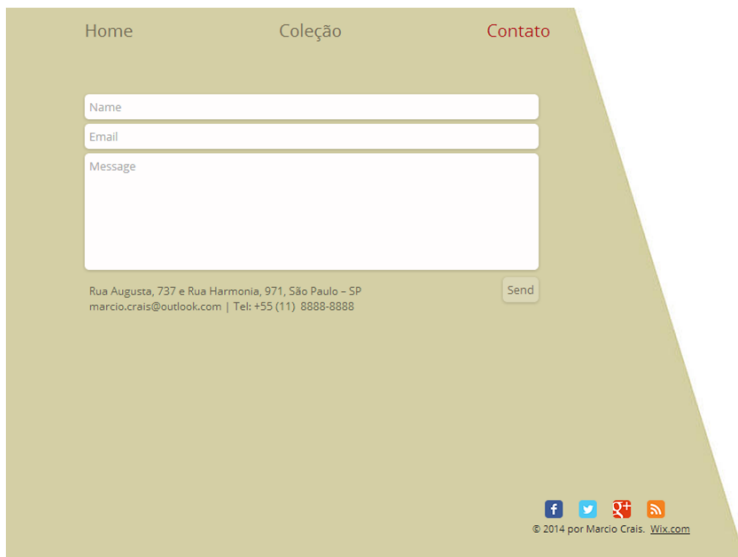 Home Coleção Contato
Name
Email
Message
Rua Augusta, 737 e Rua Harmonia, 971, São Paulo – SP
marcio.crais@outlook.com | Tel: +55 (11) 8888-8888
Send
f g+
© 2014 por Marcio Crais. Wix.com